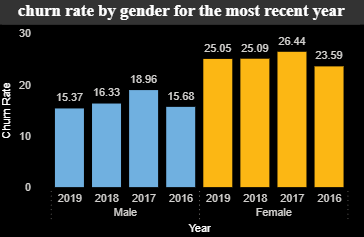 churn rate by gender for the most recent year
30
20
10
0
Churn Rate
15.37 16.33 18.96 15.68 25.05 25.09 26.44 23.59
2019 2018 2017 2016 2019 2018 2017 2016
Male Female
Year